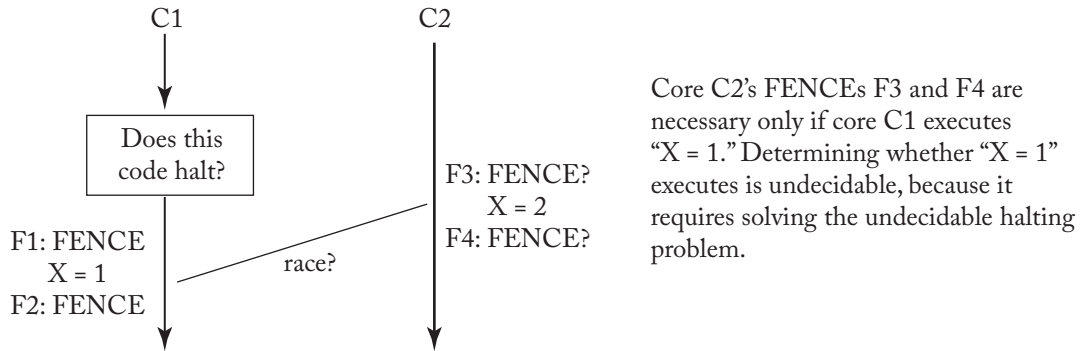 C1
C2
Does this
code halt?
F1: FENCE
X = 1
F2: FENCE
race?
F3: FENCE?
X = 2
F4: FENCE?
Core C2’s FENCEs F3 and F4 are
necessary only if core C1 executes
“X = 1.” Determining whether “X = 1”
executes is undecidable, because it
requires solving the undecidable halting
problem.